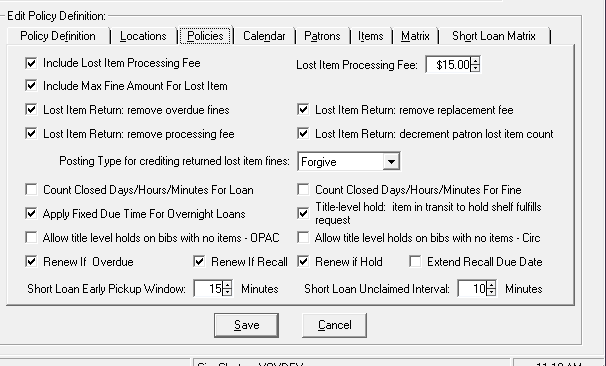 Edit Policy Definition:
Policy Definition Locations Policies Calendar Patrons Items Matrix Short Loan Matrix
Include Lost Item Processing Fee Lost Item Processing Fee: $15.00
Include Max Fine Amount For Lost Item
Lost Item Return: remove overdue fines Lost Item Return: remove replacement fee
Lost Item Return: remove processing fee Lost Item Return: decrement patron lost item count
Posting Type for crediting returned lost item fines: Forgive
Count Closed Days/Hours/Minutes For Loan Count Closed Days/Hours/Minutes For Fine
Apply Fixed Due Time For Overnight Loans Title-level hold: item in transit to hold shelf fulfills
request
Allow title level holds on bibs with no items - OPAC Allow title level holds on bibs with no items - Circ
Renew If Overdue Renew If Recall Renew if Hold Extend Recall Due Date
Short Loan Early Pickup Window: 15 Minutes Short Loan Unclaimed Interval: 10 Minutes
Save Cancel